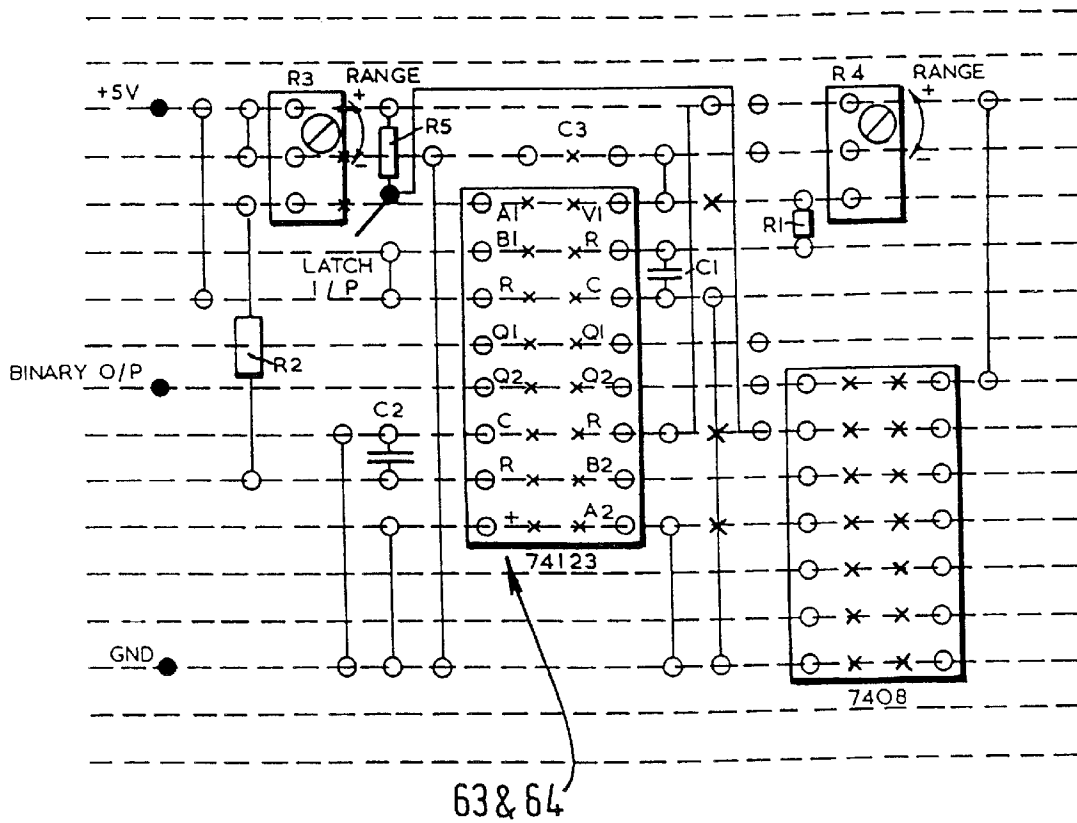 R3 RANGE
R4 RANGE
+5V
+
+
R5
C3
-
-
A1 V1
R1
B1 R
LATCH
I/P
C1
R C
Q1 Q1
R2
BINARY O/P
Q2 Q2
C2
C R
R B2
+ A2
74123
GND
7408
63 & 64